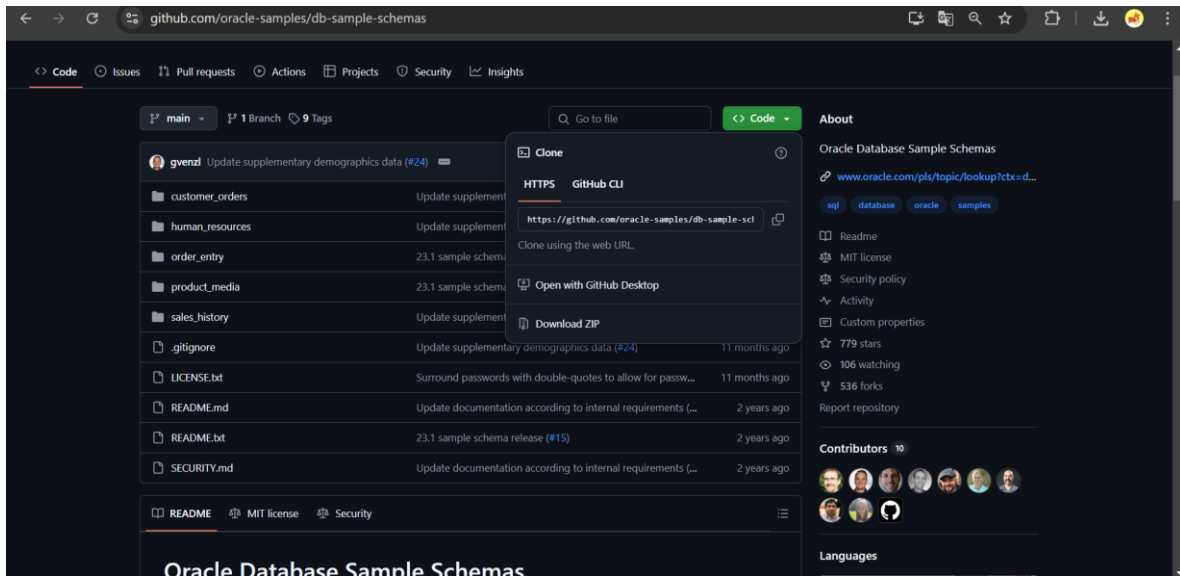 github.com/oracle-samples/db-sample-schemas
Code Issues Pull requests Actions Projects Security Insights
main 1 Branch 9 Tags Go to file Code
gvenzl Update supplementary demographics data (#24)
customer_orders Update supplement
human_resources Update supplement
order_entry 23.1 sample schema
product_media 23.1 sample schema
sales_history Update supplement
.gitignore Update supplementary demographics data (#24) 11 months ago
LICENSE.txt Surround passwords with double-quotes to allow for passw... 11 months ago
README.md Update documentation according to internal requirements (... 2 years ago
README.txt 23.1 sample schema release (#15) 2 years ago
SECURITY.md Update documentation according to internal requirements (... 2 years ago
Clone
HTTPS GitHub CLI
https://github.com/oracle-samples/db-sample-scl
Clone using the web URL.
Open with GitHub Desktop
Download ZIP
README MIT license Security
Oracle Database Sample Schemas
About
Oracle Database Sample Schemas
www.oracle.com/pls/topic/lookup?ctx=d...
sql database oracle samples
Readme
MIT license
Security policy
Activity
Custom properties
779 stars
106 watching
536 forks
Report repository
Contributors 10
Languages